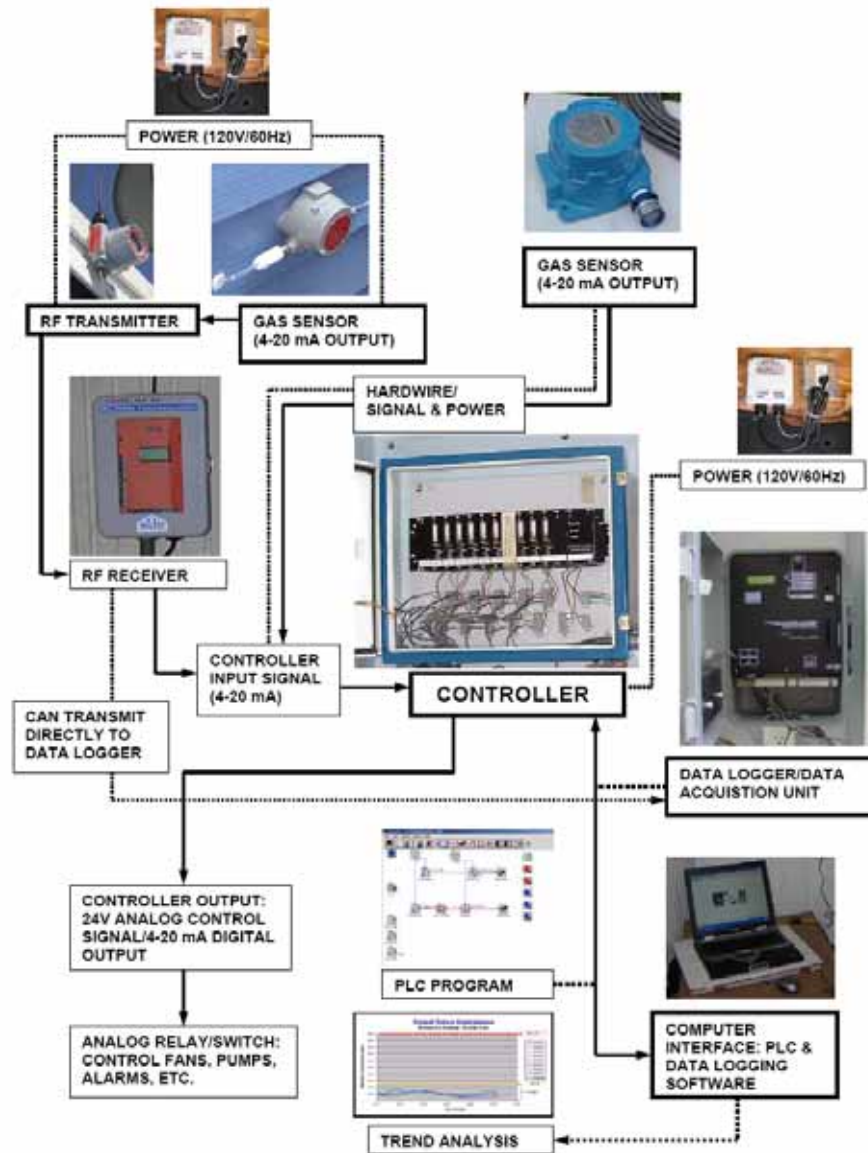 POWER (120V/60Hz)
GAS SENSOR
(4-20 mA OUTPUT)
RF TRANSMITTER
GAS SENSOR
(4-20 mA OUTPUT)
HARDWIRE/
SIGNAL & POWER
POWER (120V/60Hz)
RF RECEIVER
CONTROLLER
INPUT SIGNAL
(4-20 mA)
CONTROLLER
CAN TRANSMIT
DIRECTLY TO
DATA LOGGER
DATA LOGGER/DATA
ACQUISTION UNIT
CONTROLLER OUTPUT:
24V ANALOG CONTROL
SIGNAL/4-20 mA DIGITAL
OUTPUT
PLC PROGRAM
ANALOG RELAY/SWITCH:
CONTROL FANS, PUMPS,
ALARMS, ETC.
COMPUTER
INTERFACE: PLC &
DATA LOGGING
SOFTWARE
TREND ANALYSIS